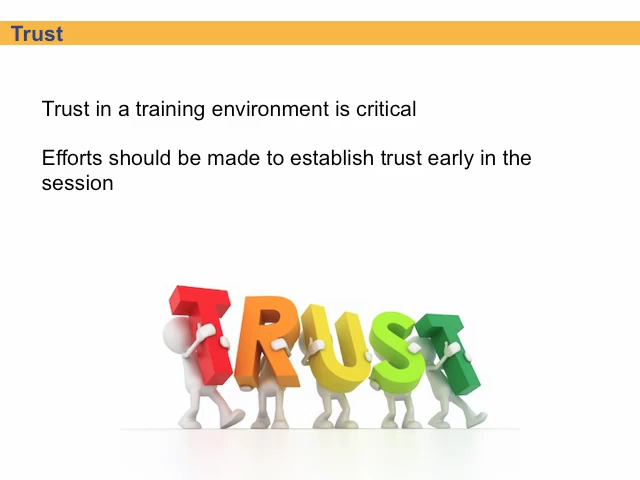 Trust
Trust in a training environment is critical
Efforts should be made to establish trust early in the
session
TRUST